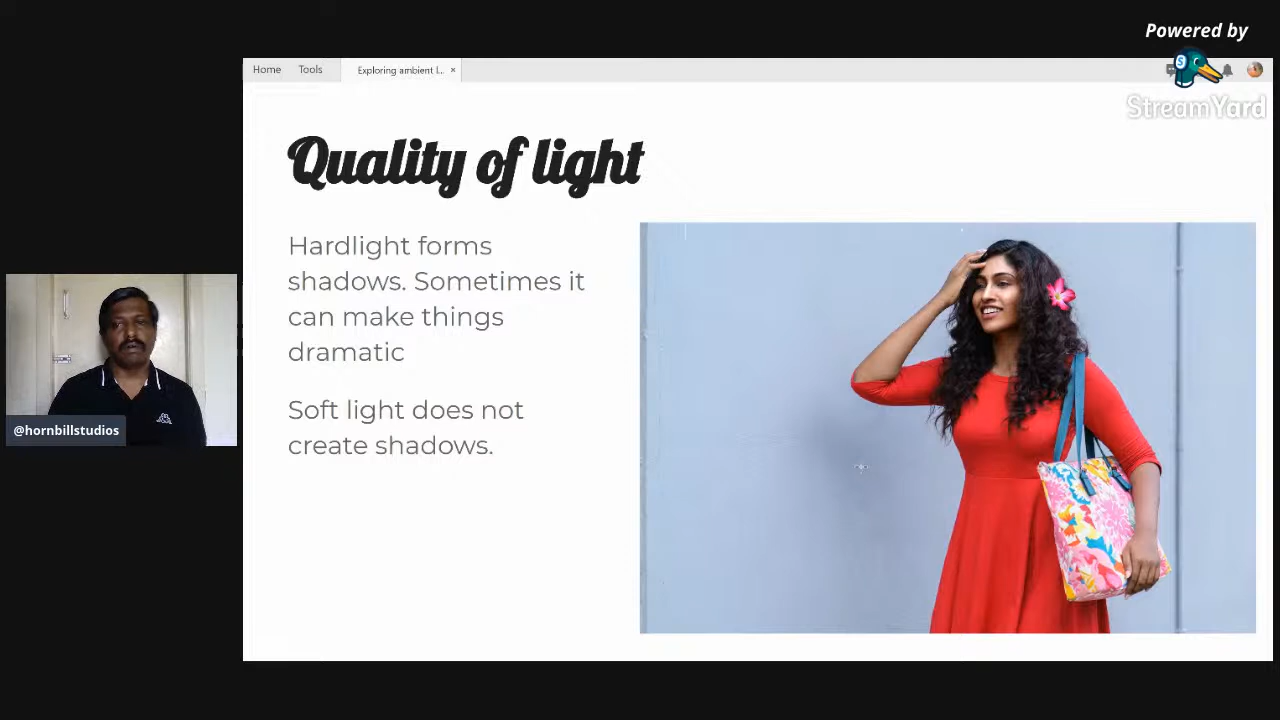 Powered by
StreamYard
Home Tools Exploring ambient l... ×
Quality of light
Hardlight forms
shadows. Sometimes it
can make things
dramatic
Soft light does not
create shadows.
@hornbillstudios